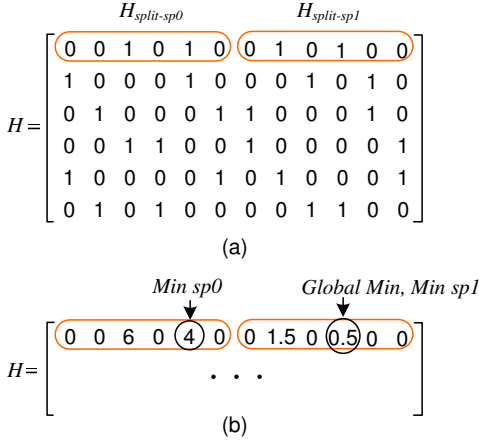 H_split-sp0 H_split-sp1
0 0 1 0 1 0 0 1 0 1 0 0
1 0 0 0 1 0 0 0 1 0 1 0
0 1 0 0 0 1 1 0 0 0 1 0
H = 0 0 1 1 0 0 1 0 0 0 0 1
1 0 0 0 0 1 0 1 0 0 0 1
0 1 0 1 0 0 0 0 1 1 0 0
(a)
Min sp0 Global Min, Min sp1
0 0 6 0 4 0 0 1.5 0 0.5 0 0
H = . . .
(b)